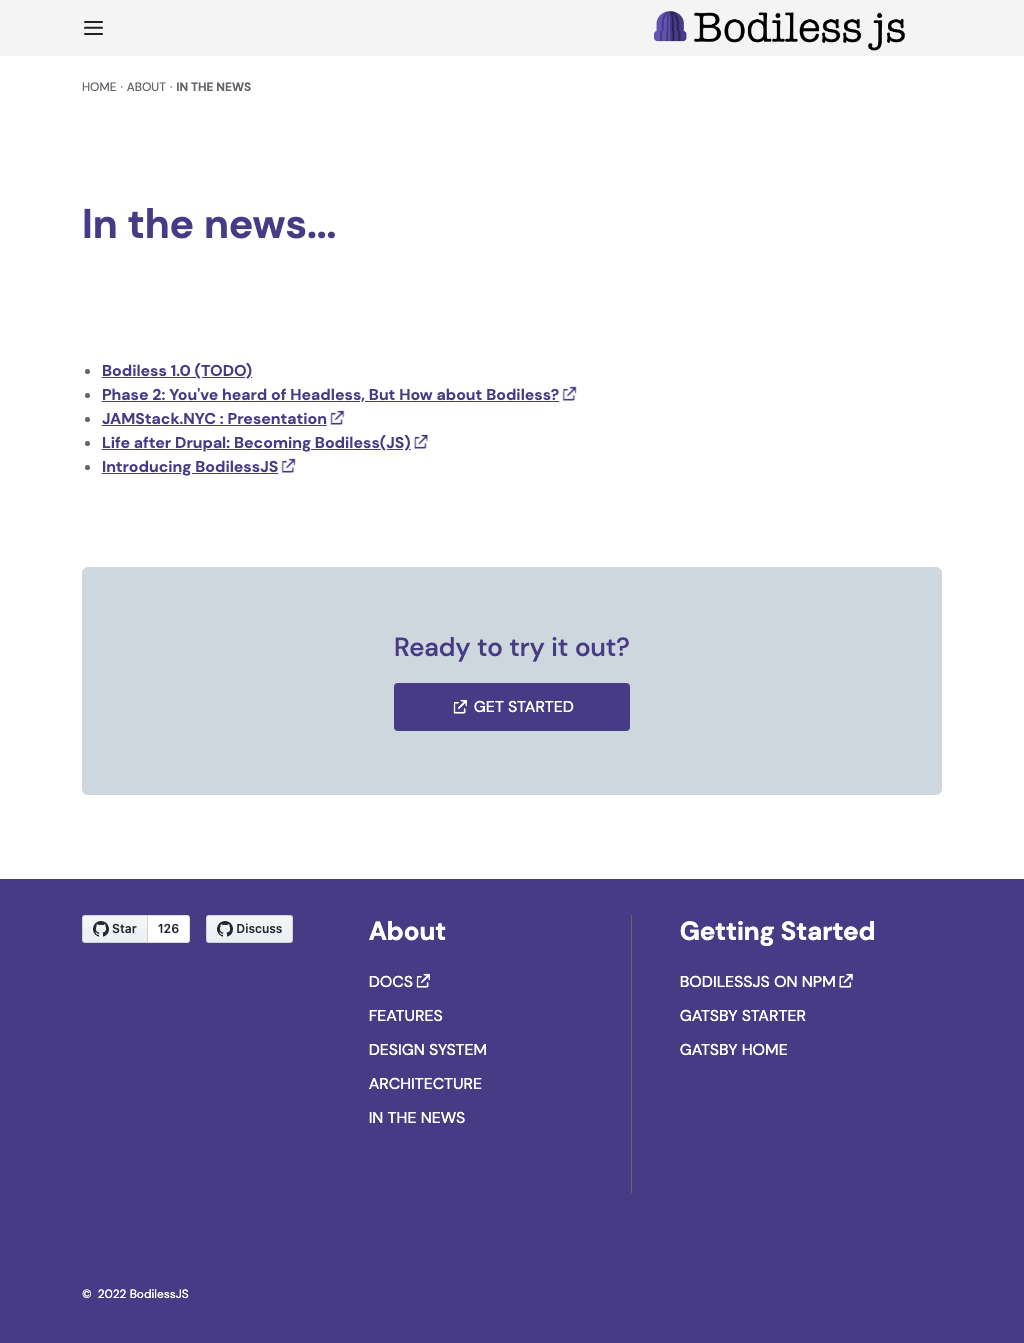 Bodiless js
HOME · ABOUT · IN THE NEWS
In the news...
Bodiless 1.0 (TODO)
Phase 2: You've heard of Headless, But How about Bodiless?
JAMStack.NYC : Presentation
Life after Drupal: Becoming Bodiless(JS)
Introducing BodilessJS
Ready to try it out?
GET STARTED
Star 126 Discuss
About
DOCS
FEATURES
DESIGN SYSTEM
ARCHITECTURE
IN THE NEWS
Getting Started
BODILESSJS ON NPM
GATSBY STARTER
GATSBY HOME
© 2022 BodilessJS